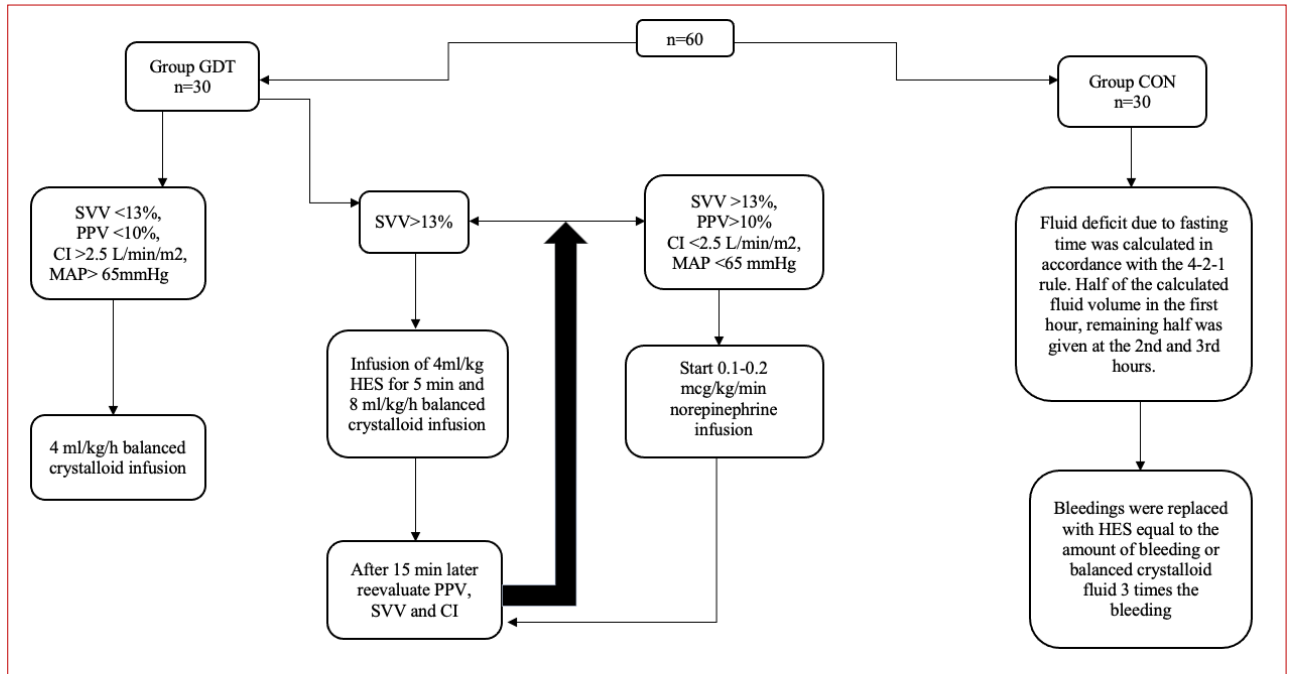 n=60
Group GDT
n=30
Group CON
n=30
SVV <13%,
PPV <10%,
CI >2.5 L/min/m2,
MAP> 65mmHg
SVV>13%
SVV >13%,
PPV>10%
CI <2.5 L/min/m2,
MAP <65 mmHg
Fluid deficit due to fasting
time was calculated in
accordance with the 4-2-1
rule. Half of the calculated
fluid volume in the first
hour, remaining half was
given at the 2nd and 3rd
hours.
4 ml/kg/h balanced
crystalloid infusion
Infusion of 4ml/kg
HES for 5 min and
8 ml/kg/h balanced
crystalloid infusion
Start 0.1-0.2
mcg/kg/min
norepinephrine
infusion
After 15 min later
reevaluate PPV,
SVV and CI
Bleedings were replaced
with HES equal to the
amount of bleeding or
balanced crystalloid
fluid 3 times the
bleeding